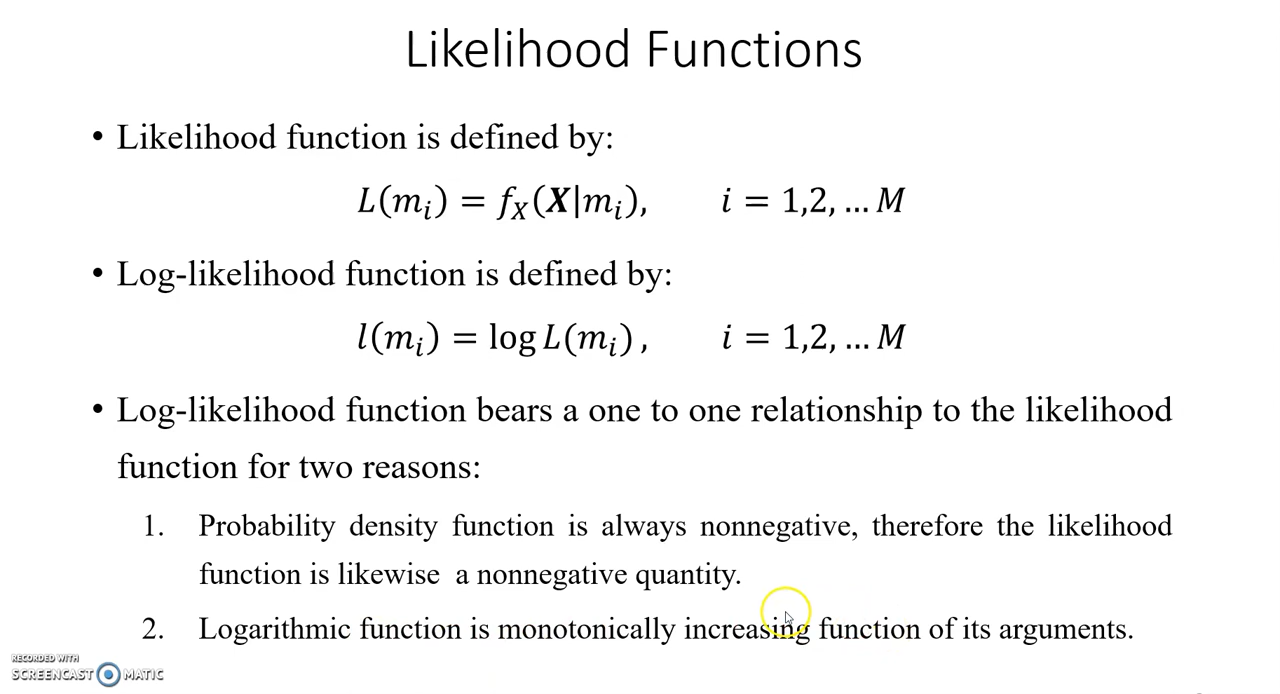 Likelihood Functions
• Likelihood function is defined by:
L(mᵢ) = f_X(X|mᵢ), i = 1,2, … M
• Log-likelihood function is defined by:
l(mᵢ) = log L(mᵢ) , i = 1,2, … M
• Log-likelihood function bears a one to one relationship to the likelihood
function for two reasons:
1. Probability density function is always nonnegative, therefore the likelihood
function is likewise a nonnegative quantity.
2. Logarithmic function is monotonically increasing function of its arguments.
RECORDED WITH
SCREENCAST MATIC